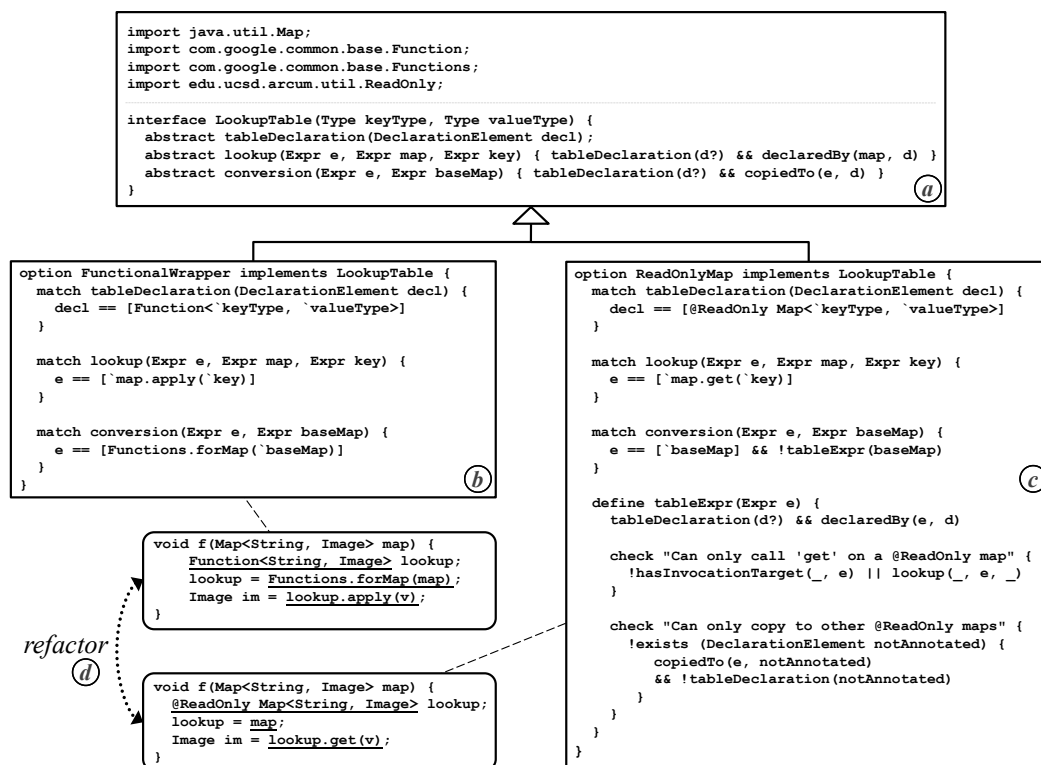 import java.util.Map;
import com.google.common.base.Function;
import com.google.common.base.Functions;
import edu.ucsd.arcum.util.ReadOnly;
interface LookupTable(Type keyType, Type valueType) {
abstract tableDeclaration(DeclarationElement decl);
abstract lookup(Expr e, Expr map, Expr key) { tableDeclaration(d?) && declaredBy(map, d) }
abstract conversion(Expr e, Expr baseMap) { tableDeclaration(d?) && copiedTo(e, d) }
}
a
option FunctionalWrapper implements LookupTable {
match tableDeclaration(DeclarationElement decl) {
decl == [Function<`keyType, `valueType>]
}
match lookup(Expr e, Expr map, Expr key) {
e == [`map.apply(`key)]
}
match conversion(Expr e, Expr baseMap) {
e == [Functions.forMap(`baseMap)]
}
}
b
option ReadOnlyMap implements LookupTable {
match tableDeclaration(DeclarationElement decl) {
decl == [@ReadOnly Map<`keyType, `valueType>]
}
match lookup(Expr e, Expr map, Expr key) {
e == [`map.get(`key)]
}
match conversion(Expr e, Expr baseMap) {
e == [`baseMap] && !tableExpr(baseMap)
}
define tableExpr(Expr e) {
tableDeclaration(d?) && declaredBy(e, d)
check "Can only call 'get' on a @ReadOnly map" {
!hasInvocationTarget(_, e) || lookup(_, e, _)
}
check "Can only copy to other @ReadOnly maps" {
!exists (DeclarationElement notAnnotated) {
copiedTo(e, notAnnotated)
&& !tableDeclaration(notAnnotated)
}
}
}
}
c
void f(Map<String, Image> map) {
Function<String, Image> lookup;
lookup = Functions.forMap(map);
Image im = lookup.apply(v);
}
refactor
d
void f(Map<String, Image> map) {
@ReadOnly Map<String, Image> lookup;
lookup = map;
Image im = lookup.get(v);
}